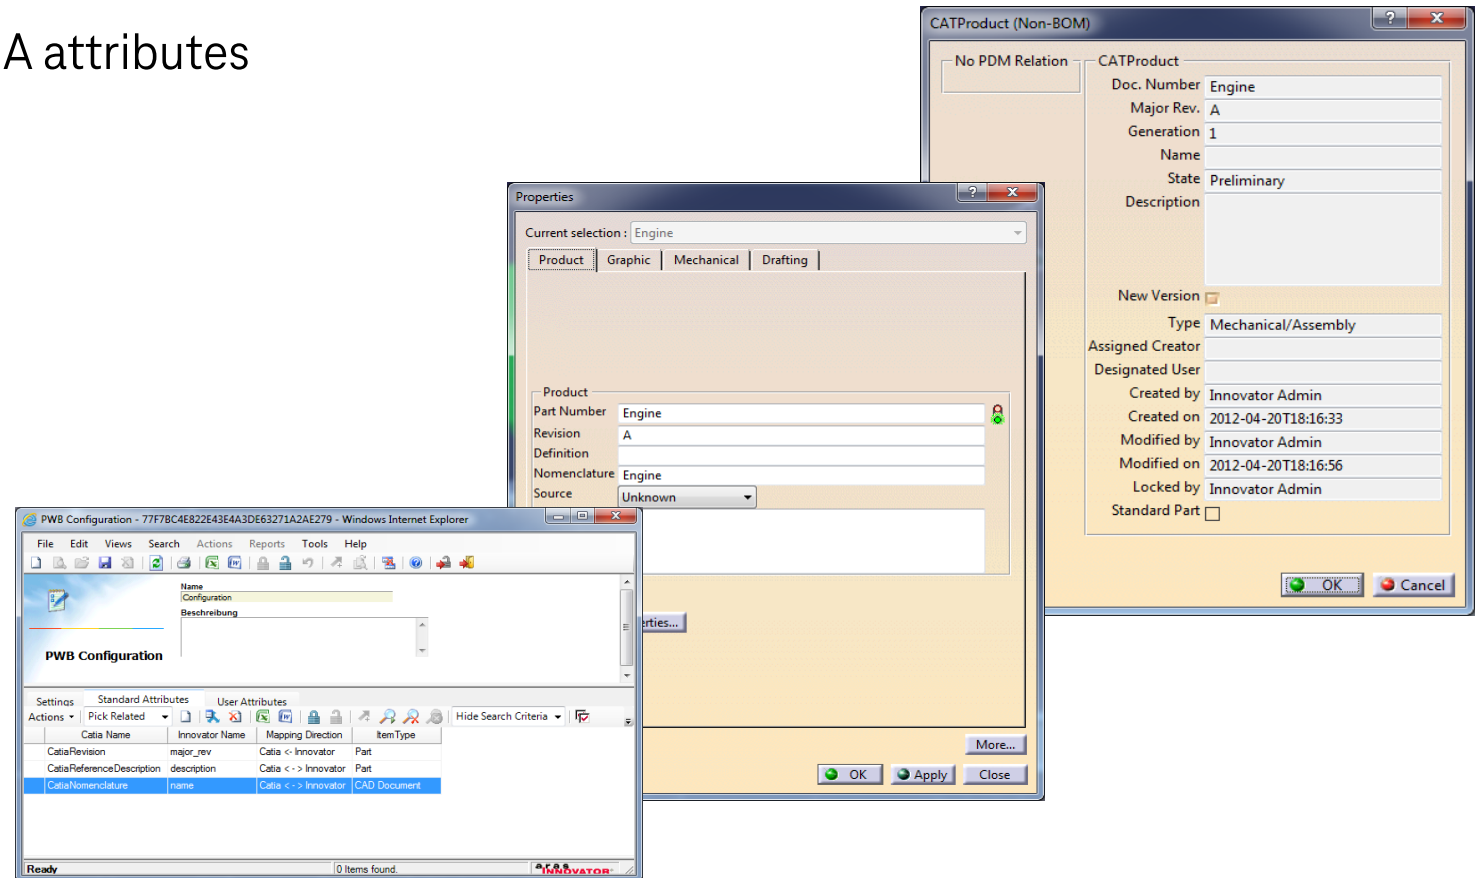 A attributes
CATProduct (Non-BOM)
No PDM Relation
CATProduct
Doc. Number Engine
Major Rev. A
Generation 1
Name
State Preliminary
Description
New Version
Type Mechanical/Assembly
Assigned Creator
Designated User
Created by Innovator Admin
Created on 2012-04-20T18:16:33
Modified by Innovator Admin
Modified on 2012-04-20T18:16:56
Locked by Innovator Admin
Standard Part
OK Cancel
Properties
Current selection : Engine
Product Graphic Mechanical Drafting
Product
Part Number Engine
Revision A
Definition
Nomenclature Engine
Source Unknown
erties...
More...
OK Apply Close
PWB Configuration - 77F7BC4E822E43E4A3DE63271A2AE279 - Windows Internet Explorer
File Edit Views Search Actions Reports Tools Help
Name
Configuration
Beschreibung
PWB Configuration
Settings Standard Attributes User Attributes
Actions Pick Related Hide Search Criteria
Catia Name Innovator Name Mapping Direction ItemType
CatiaRevision major_rev Catia <- Innovator Part
CatiaReferenceDescription description Catia < - > Innovator Part
CatiaNomenclature name Catia < - > Innovator CAD Document
Ready 0 Items found. aras INNOVATOR